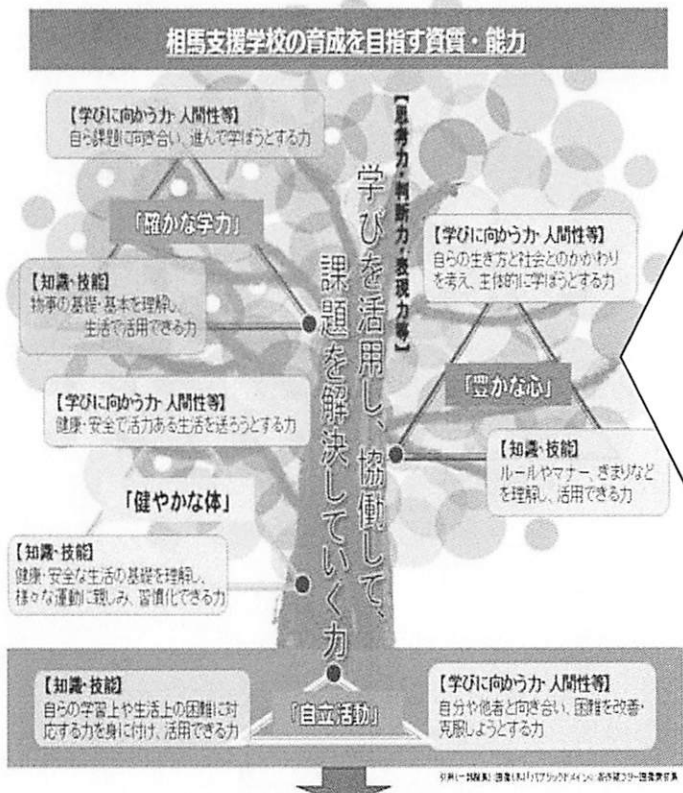 相馬支援学校の育成を目指す資質・能力
【学びに向かう力・人間性等】
自ら課題に向き合い、進んで学ぼうとする力
「確かな学力」
【知識・技能】
物事の基礎・基本を理解し、
生活で活用できる力
【学びに向かう力・人間性等】
健康・安全で活力ある生活を送ろうとする力
「健やかな体」
【知識・技能】
健康・安全な生活の基礎を理解し、
様々な運動に親しみ、習慣化できる力
【思考力・判断力・表現力等】
学びを活用し、協働して、
課題を解決していく力
【学びに向かう力・人間性等】
自らの生き方と社会とのかかわり
を考え、主体的に学ぼうとする力
「豊かな心」
【知識・技能】
ルールやマナー、きまりなど
を理解し、活用できる力
【知識・技能】
自らの学習上や生活上の困難に対
応する力を身に付け、活用できる力
「自立活動」
【学びに向かう力・人間性等】
自分や他者と向き合い、困難を改善・
克服しようとする力